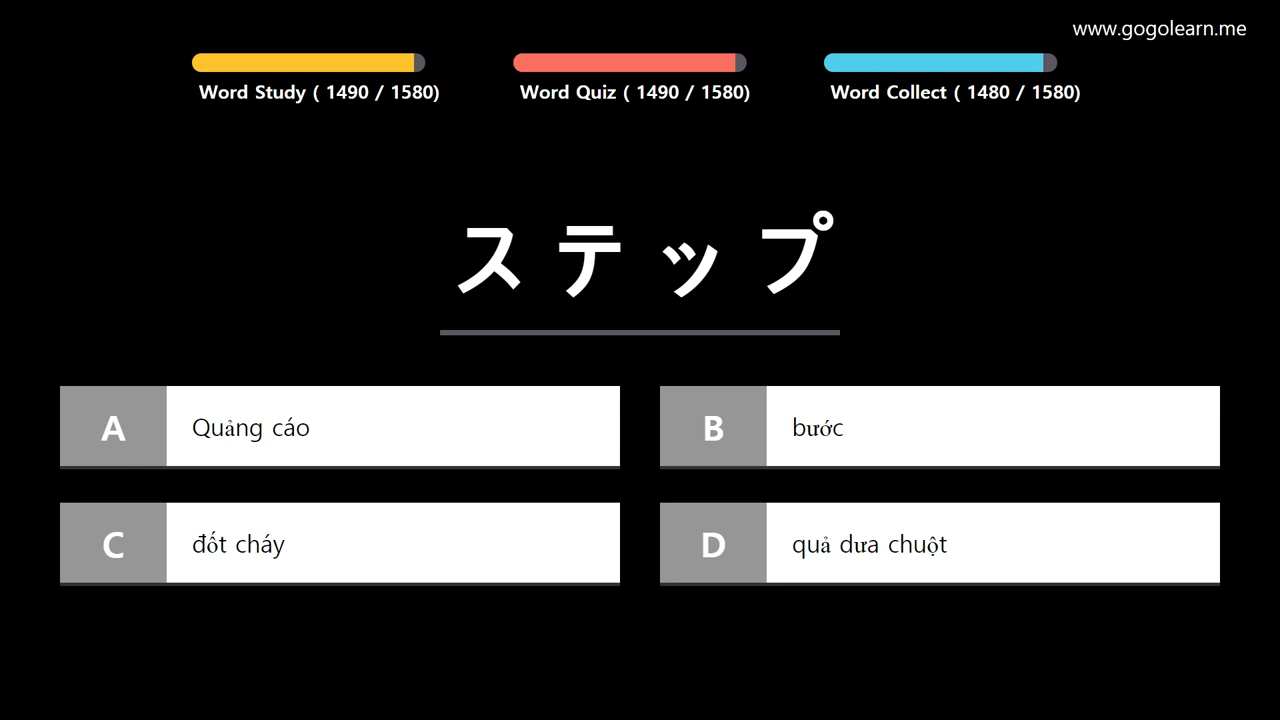 www.gogolearn.me
Word Study ( 1490 / 1580)
Word Quiz ( 1490 / 1580)
Word Collect ( 1480 / 1580)
ステップ
A
Quảng cáo
B
bước
C
đốt cháy
D
quả dưa chuột